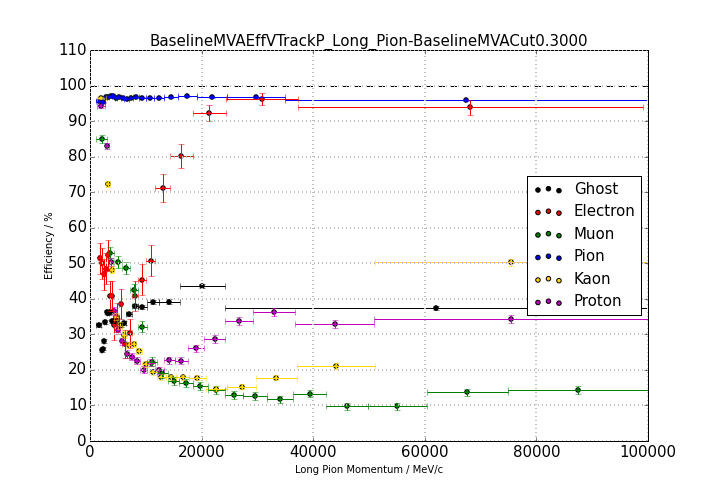 BaselineMVAEffVTrackP_Long_Pion-BaselineMVACut0.3000
110
100
90
80
70
60
50
40
30
20
10
0
Efficiency / %
Ghost
Electron
Muon
Pion
Kaon
Proton
0 20000 40000 60000 80000 100000
Long Pion Momentum / MeV/c